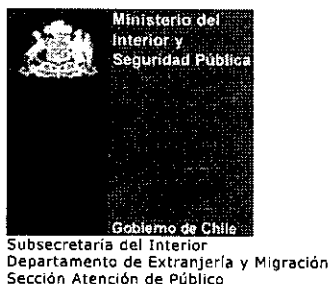 Ministerio del
Interior y
Seguridad Pública
Gobierno de Chile
Subsecretaría del Interior
Departamento de Extranjería y Migración
Sección Atención de Público